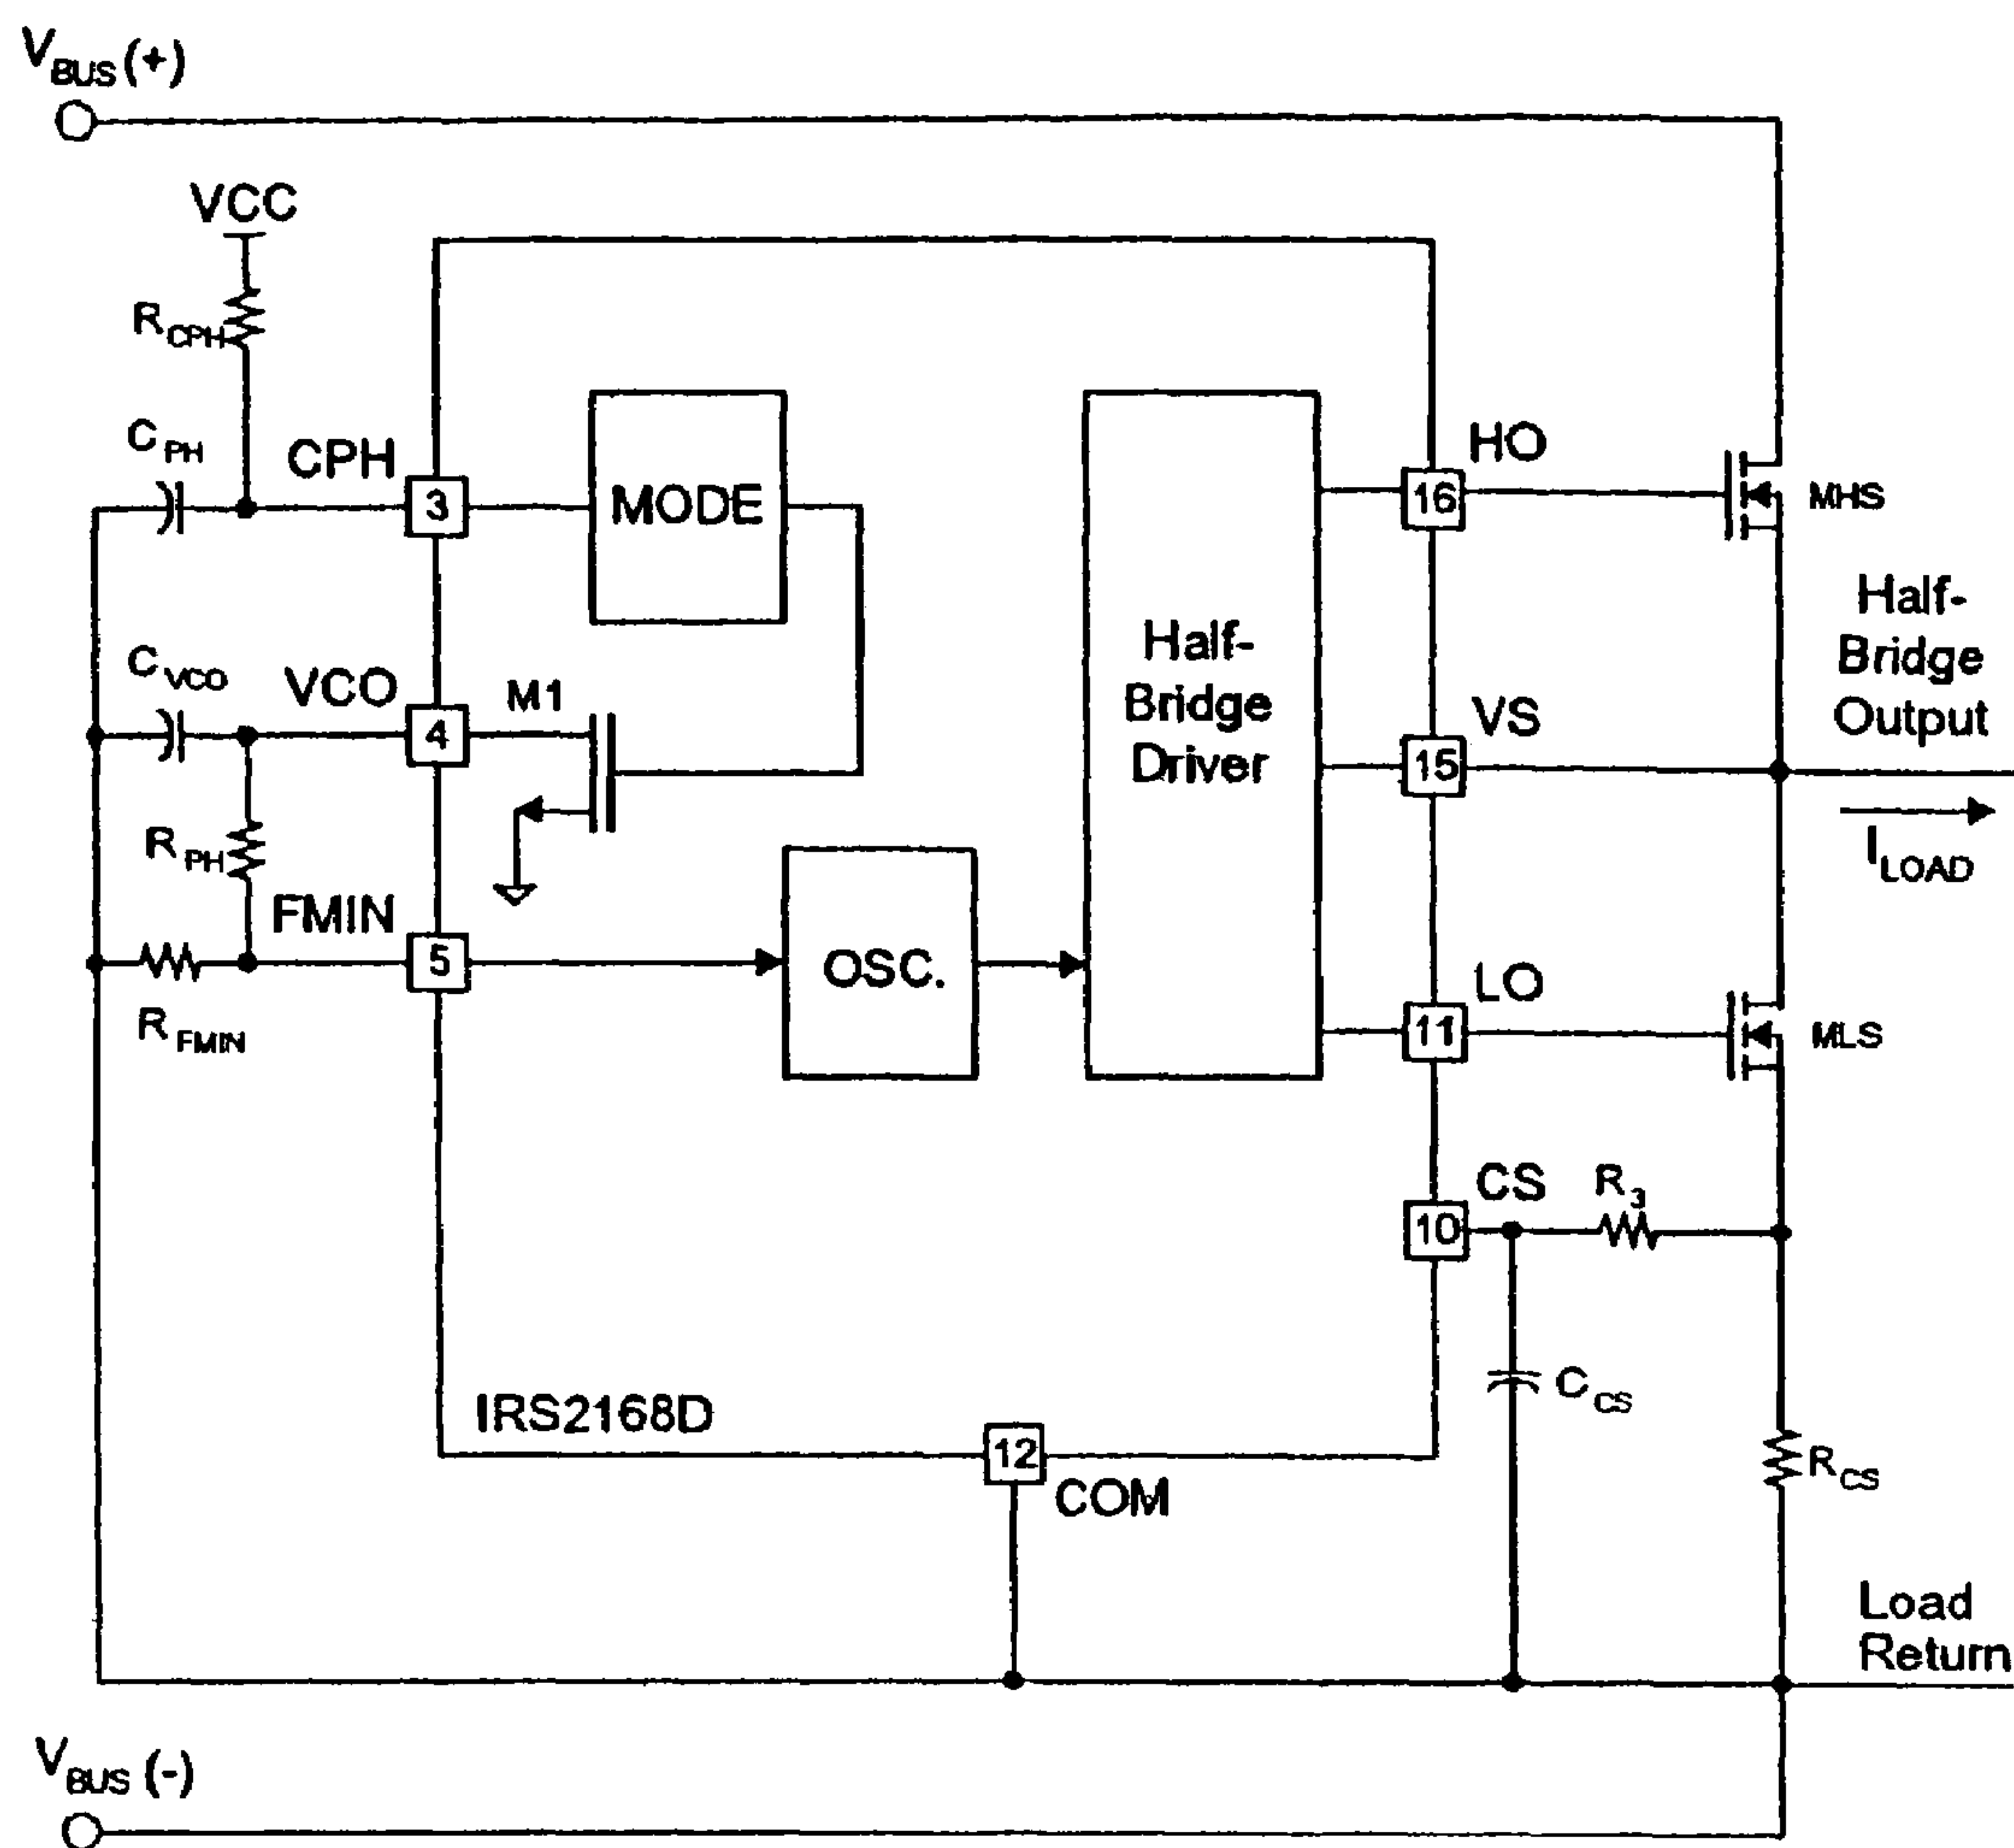 VBUS (+)
VCC
RCPH
CPH
CPH
3
MODE
HO
16
MHS
Half-
Bridge
Output
CVCO
VCO
4
M1
Half-
Bridge
Driver
VS
15
ILOAD
RPH
FMIN
5
OSC.
LO
11
MLS
RFMIN
CS
10
R3
CCS
RCS
IRS2168D
12
COM
Load
Return
VBUS (-)